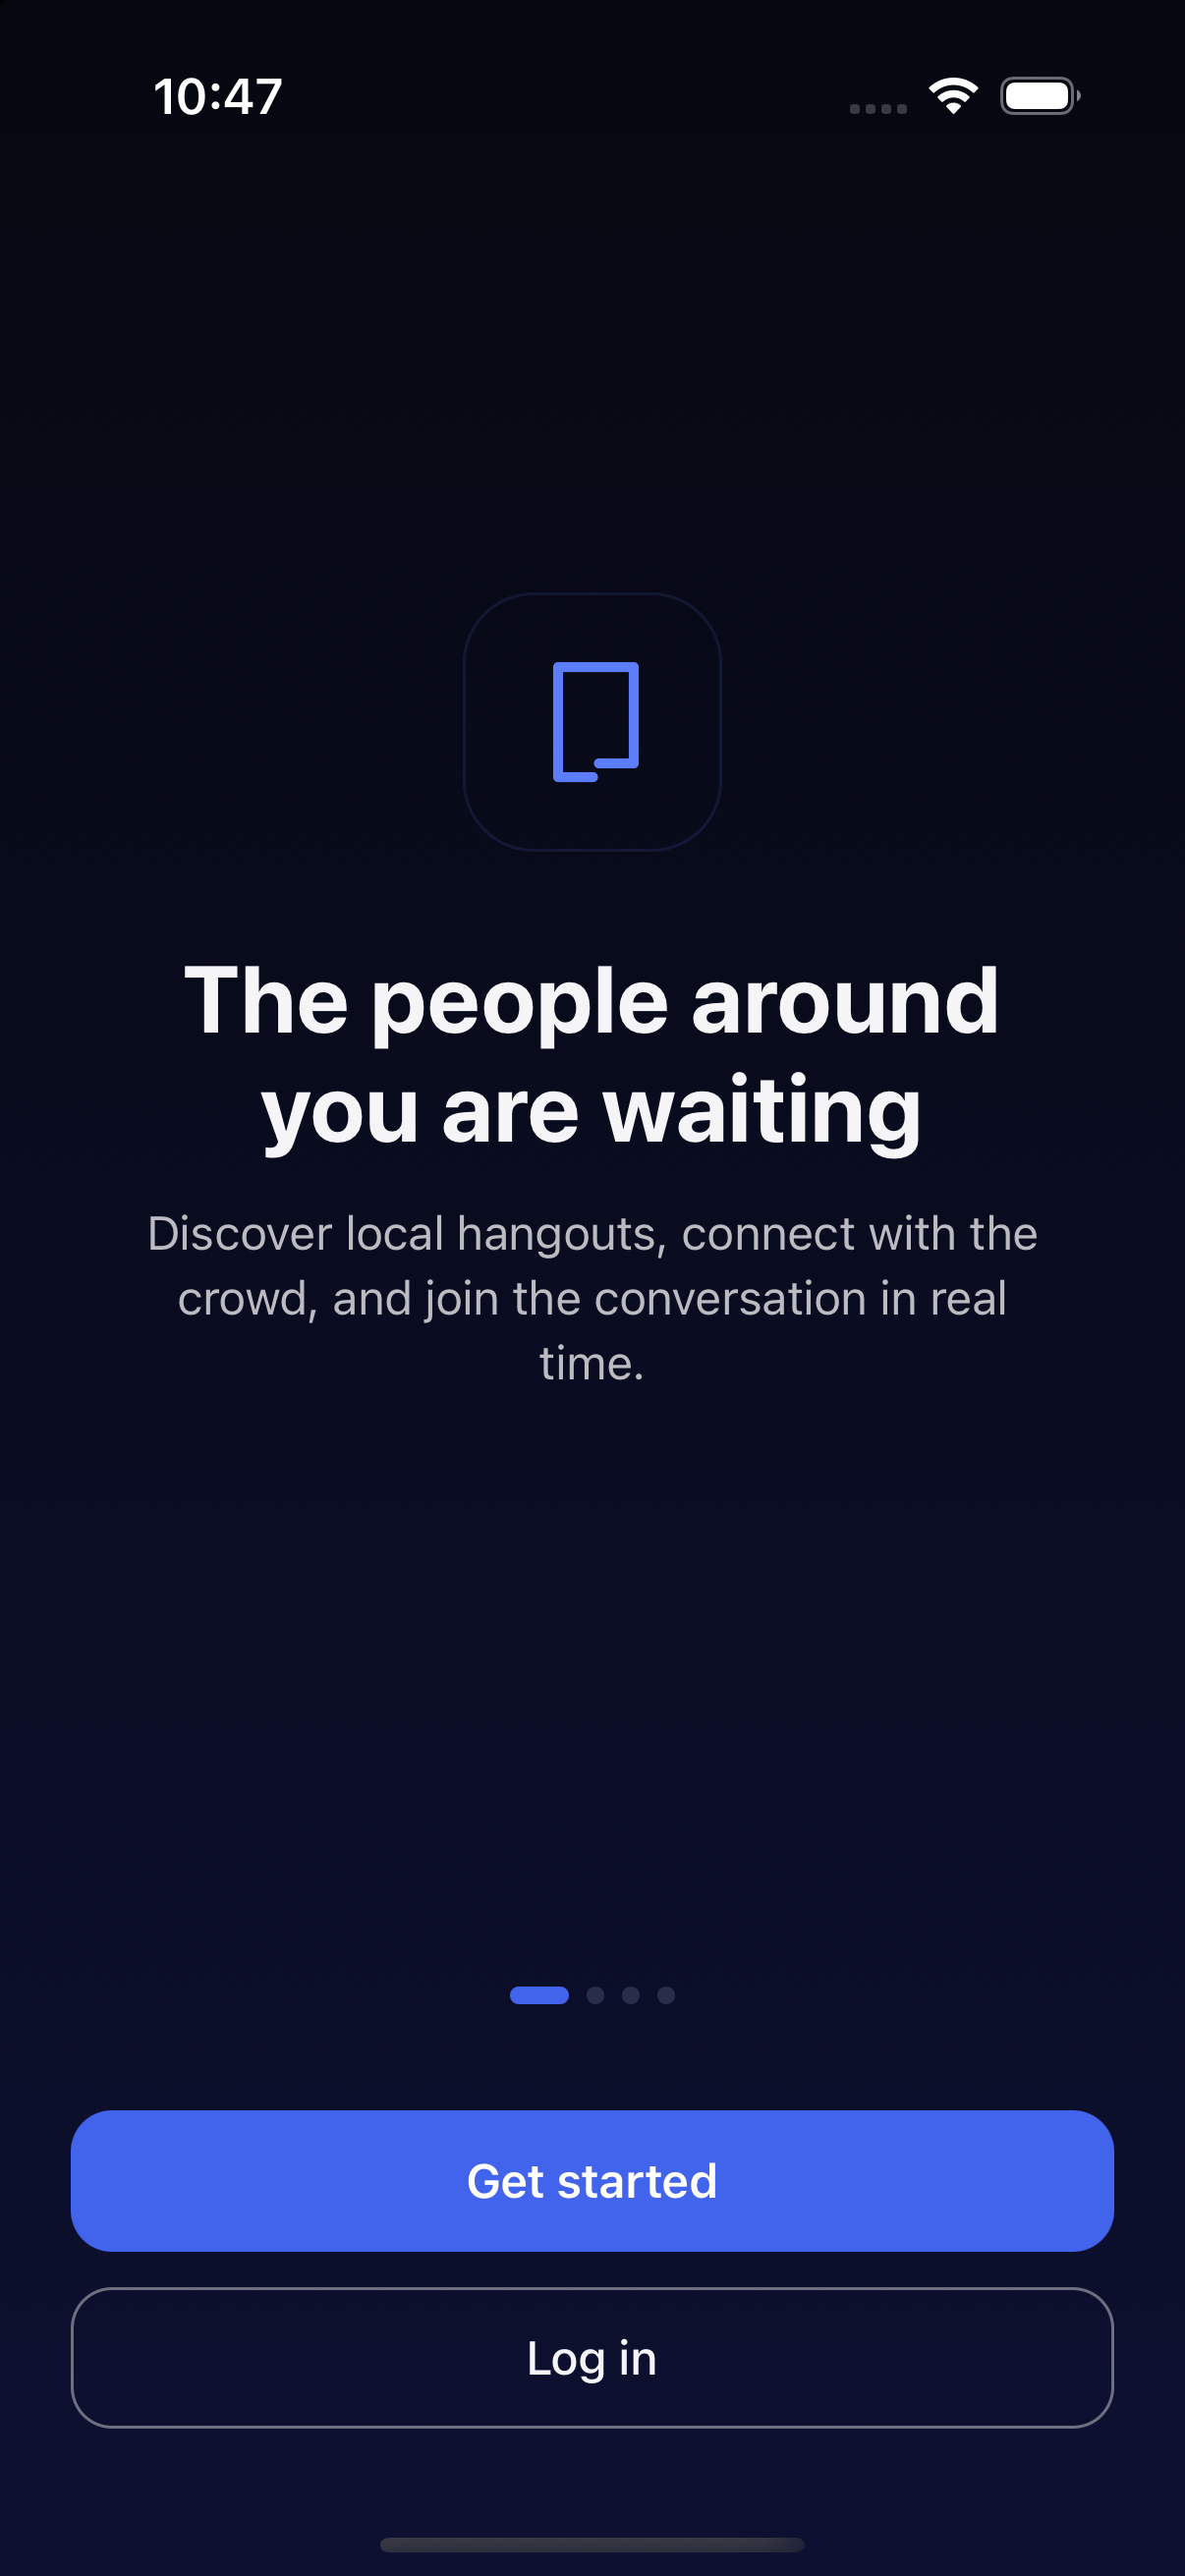 10:47
The people around
you are waiting
Discover local hangouts, connect with the
crowd, and join the conversation in real
time.
Get started
Log in